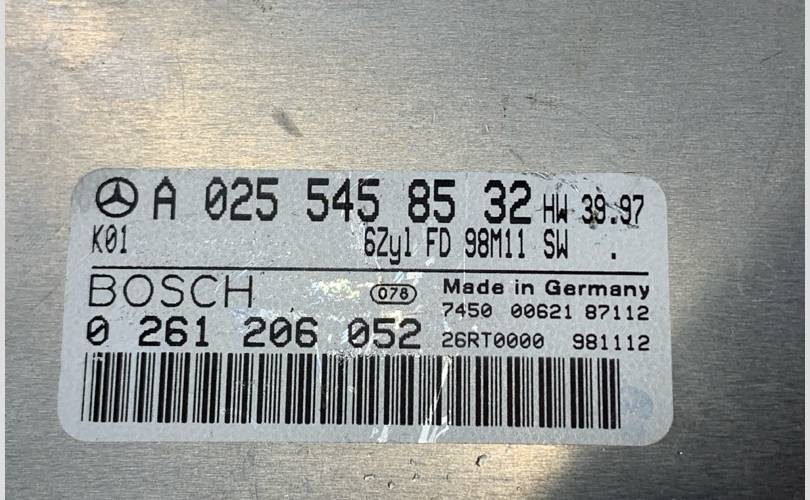 A 025 545 85 32 HW 39.97
K01 6Zyl FD 98M11 SW .
BOSCH 078 Made in Germany
7450 00621 87112
0 261 206 052 26RT0000 981112